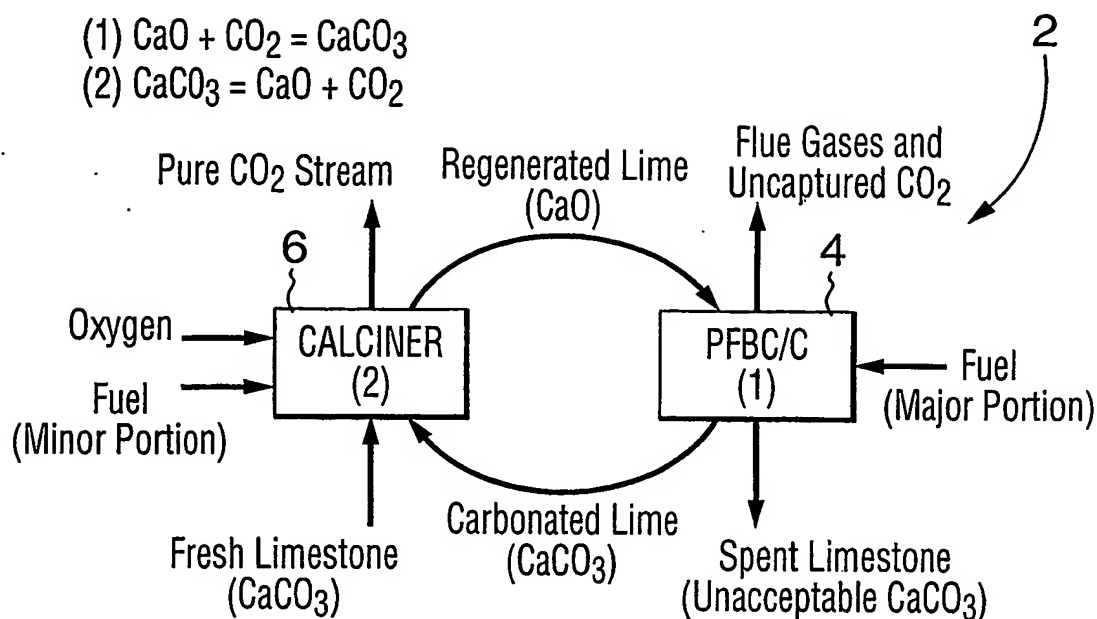 (1) CaO + CO2 = CaCO3
(2) CaCO3 = CaO + CO2
2
Pure CO2 Stream
Regenerated Lime
(CaO)
Flue Gases and
Uncaptured CO2
6
4
Oxygen
CALCINER
(2)
PFBC/C
(1)
Fuel
(Minor Portion)
Fuel
(Major Portion)
Fresh Limestone
(CaCO3)
Carbonated Lime
(CaCO3)
Spent Limestone
(Unacceptable CaCO3)